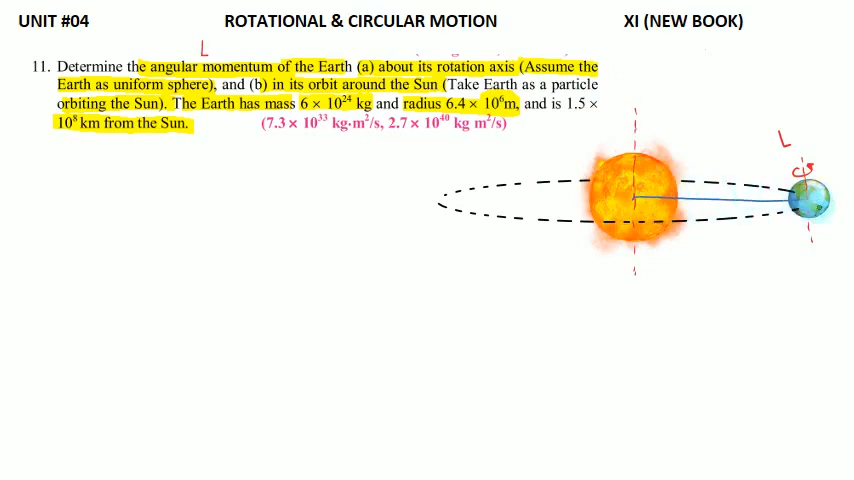 UNIT #04 ROTATIONAL & CIRCULAR MOTION XI (NEW BOOK)
L
11. Determine the angular momentum of the Earth (a) about its rotation axis (Assume the
Earth as uniform sphere), and (b) in its orbit around the Sun (Take Earth as a particle
orbiting the Sun). The Earth has mass 6 × 10²⁴ kg and radius 6.4 × 10⁶m, and is 1.5 ×
10⁸ km from the Sun. (7.3 × 10³³ kg·m²/s, 2.7 × 10⁴⁰ kg m²/s)
L